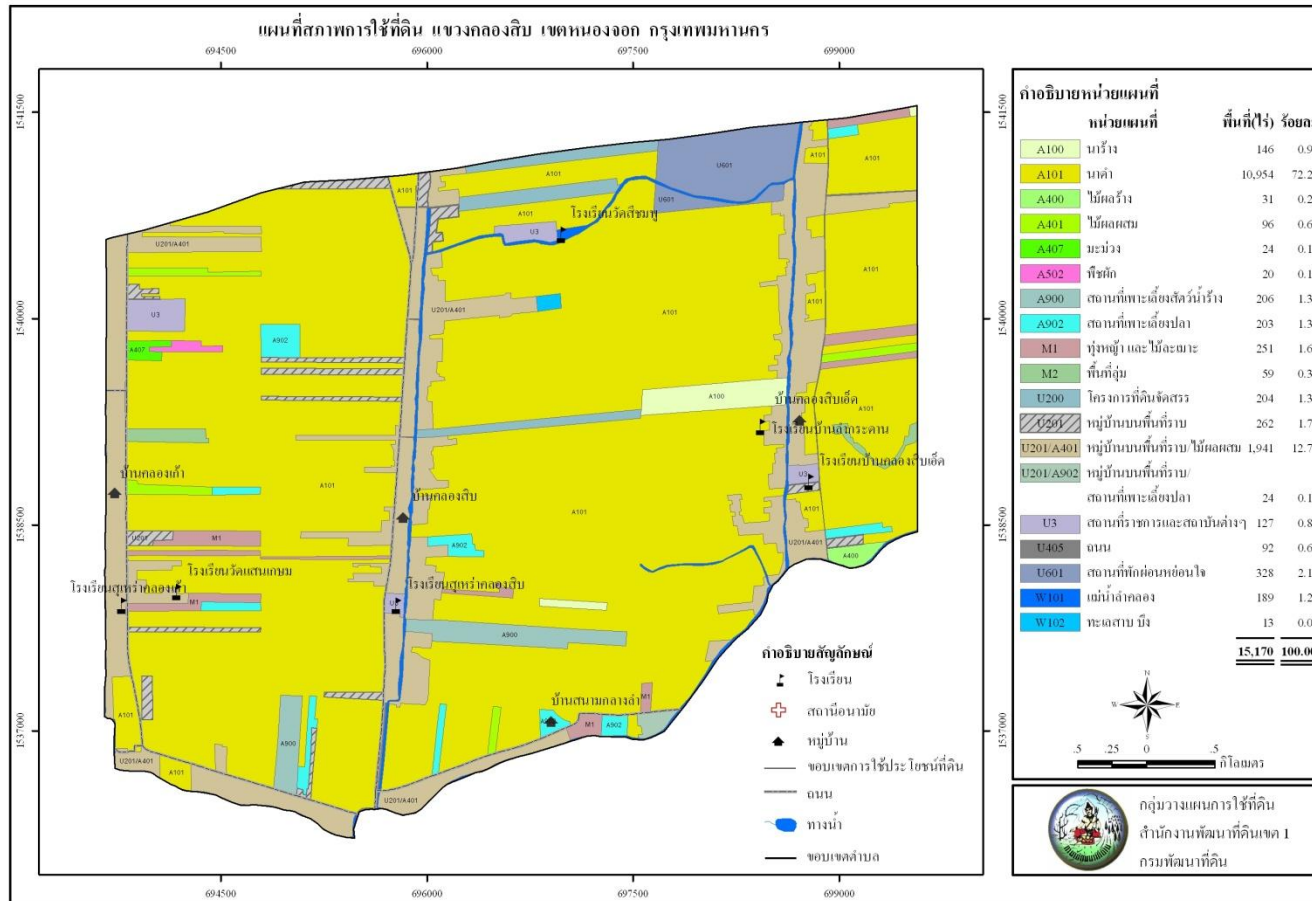 แผนที่สภาพการใช้ที่ดิน แขวงคลองสิบ เขตหนองจอก กรุงเทพมหานคร
694500 696000 697500 699000
1541500
1540000
1538500
1537000
U601
A101
A101
A101
A101
U601
โรงเรียนวัดสีชมพู
A101
U3
U201/A401
A101
U3
U201/A401
A101
A101
A407
A902
A100
บ้านคลองสิบเอ็ด
A101
โรงเรียนบ้านลำกระดาน
บ้านคลองเก้า
A101
โรงเรียนบ้านคลองสิบเอ็ด
U3
บ้านคลองสิบ
A101
U201
M1
A902
U201/A401
A400
โรงเรียนวัดแสนเกษม
โรงเรียนสุเหร่าคลองเก้า
โรงเรียนสุเหร่าคลองสิบ
M1
A900
บ้านสนามกลางลำ
M1
A101
A900
M1
A902
U201/A401
A101
U201/A401
คำอธิบายสัญลักษณ์
โรงเรียน
สถานีอนามัย
หมู่บ้าน
ขอบเขตการใช้ประโยชน์ที่ดิน
ถนน
ทางน้ำ
ขอบเขตตำบล
694500 696000 697500 699000
1541500
1540000
1538500
1537000
คำอธิบายหน่วยแผนที่
หน่วยแผนที่ พื้นที่(ไร่) ร้อยละ
A100 นาร้าง 146 0.9
A101 นาดำ 10,954 72.2
A400 ไม้ผลร้าง 31 0.2
A401 ไม้ผลผสม 96 0.6
A407 มะม่วง 24 0.1
A502 พืชผัก 20 0.1
A900 สถานที่เพาะเลี้ยงสัตว์น้ำร้าง 206 1.3
A902 สถานที่เพาะเลี้ยงปลา 203 1.3
M1 ทุ่งหญ้า และไม้ละเมาะ 251 1.6
M2 พื้นที่ลุ่ม 59 0.3
U200 โครงการที่ดินจัดสรร 204 1.3
U201 หมู่บ้านบนพื้นที่ราบ 262 1.7
U201/A401 หมู่บ้านบนพื้นที่ราบ/ไม้ผลผสม 1,941 12.7
U201/A902 หมู่บ้านบนพื้นที่ราบ/
สถานที่เพาะเลี้ยงปลา 24 0.1
U3 สถานที่ราชการและสถาบันต่างๆ 127 0.8
U405 ถนน 92 0.6
U601 สถานที่พักผ่อนหย่อนใจ 328 2.1
W101 แม่น้ำลำคลอง 189 1.2
W102 ทะเลสาบ บึง 13 0.0
15,170 100.00
N
W E
S
.5 .25 0 .5
กิโลเมตร
กลุ่มวางแผนการใช้ที่ดิน
สำนักงานพัฒนาที่ดินเขต 1
กรมพัฒนาที่ดิน